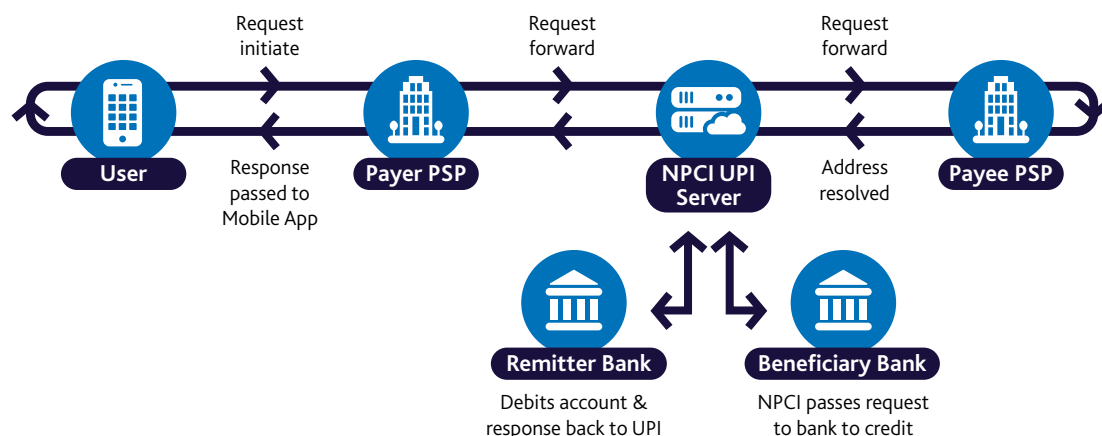 Request
initiate
Request
forward
Request
forward
User
Payer PSP
NPCI UPI
Server
Payee PSP
Response
passed to
Mobile App
Address
resolved
Remitter Bank
Beneficiary Bank
Debits account &
response back to UPI
NPCI passes request
to bank to credit